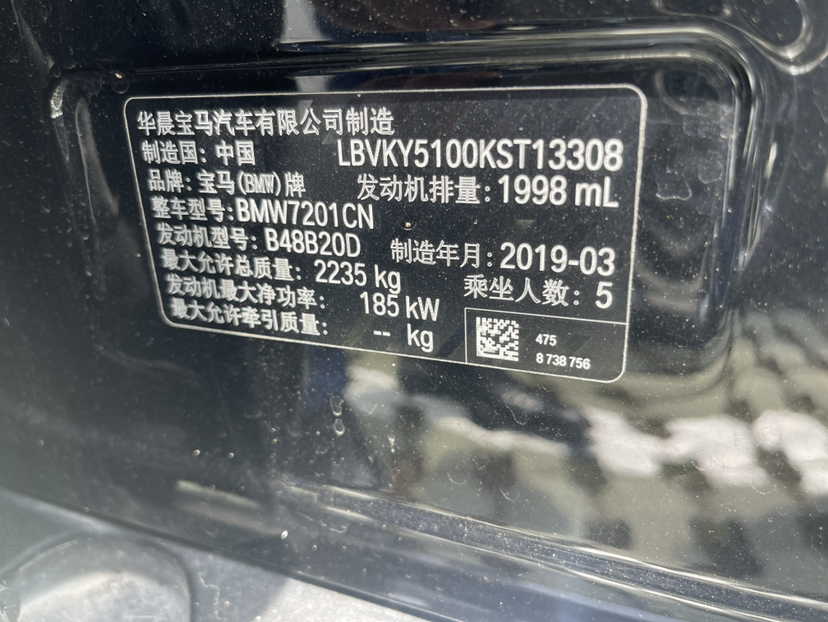 华晨宝马汽车有限公司制造
制造国：中国 LBVKY5100KST13308
品牌：宝马(BMW)牌 发动机排量：1998 mL
整车型号：BMW7201CN
发动机型号：B48B20D 制造年月：2019-03
最大允许总质量：2235 kg 乘坐人数：5
发动机最大净功率：185 kW
最大允许牵引质量：-- kg
475
8 738 756